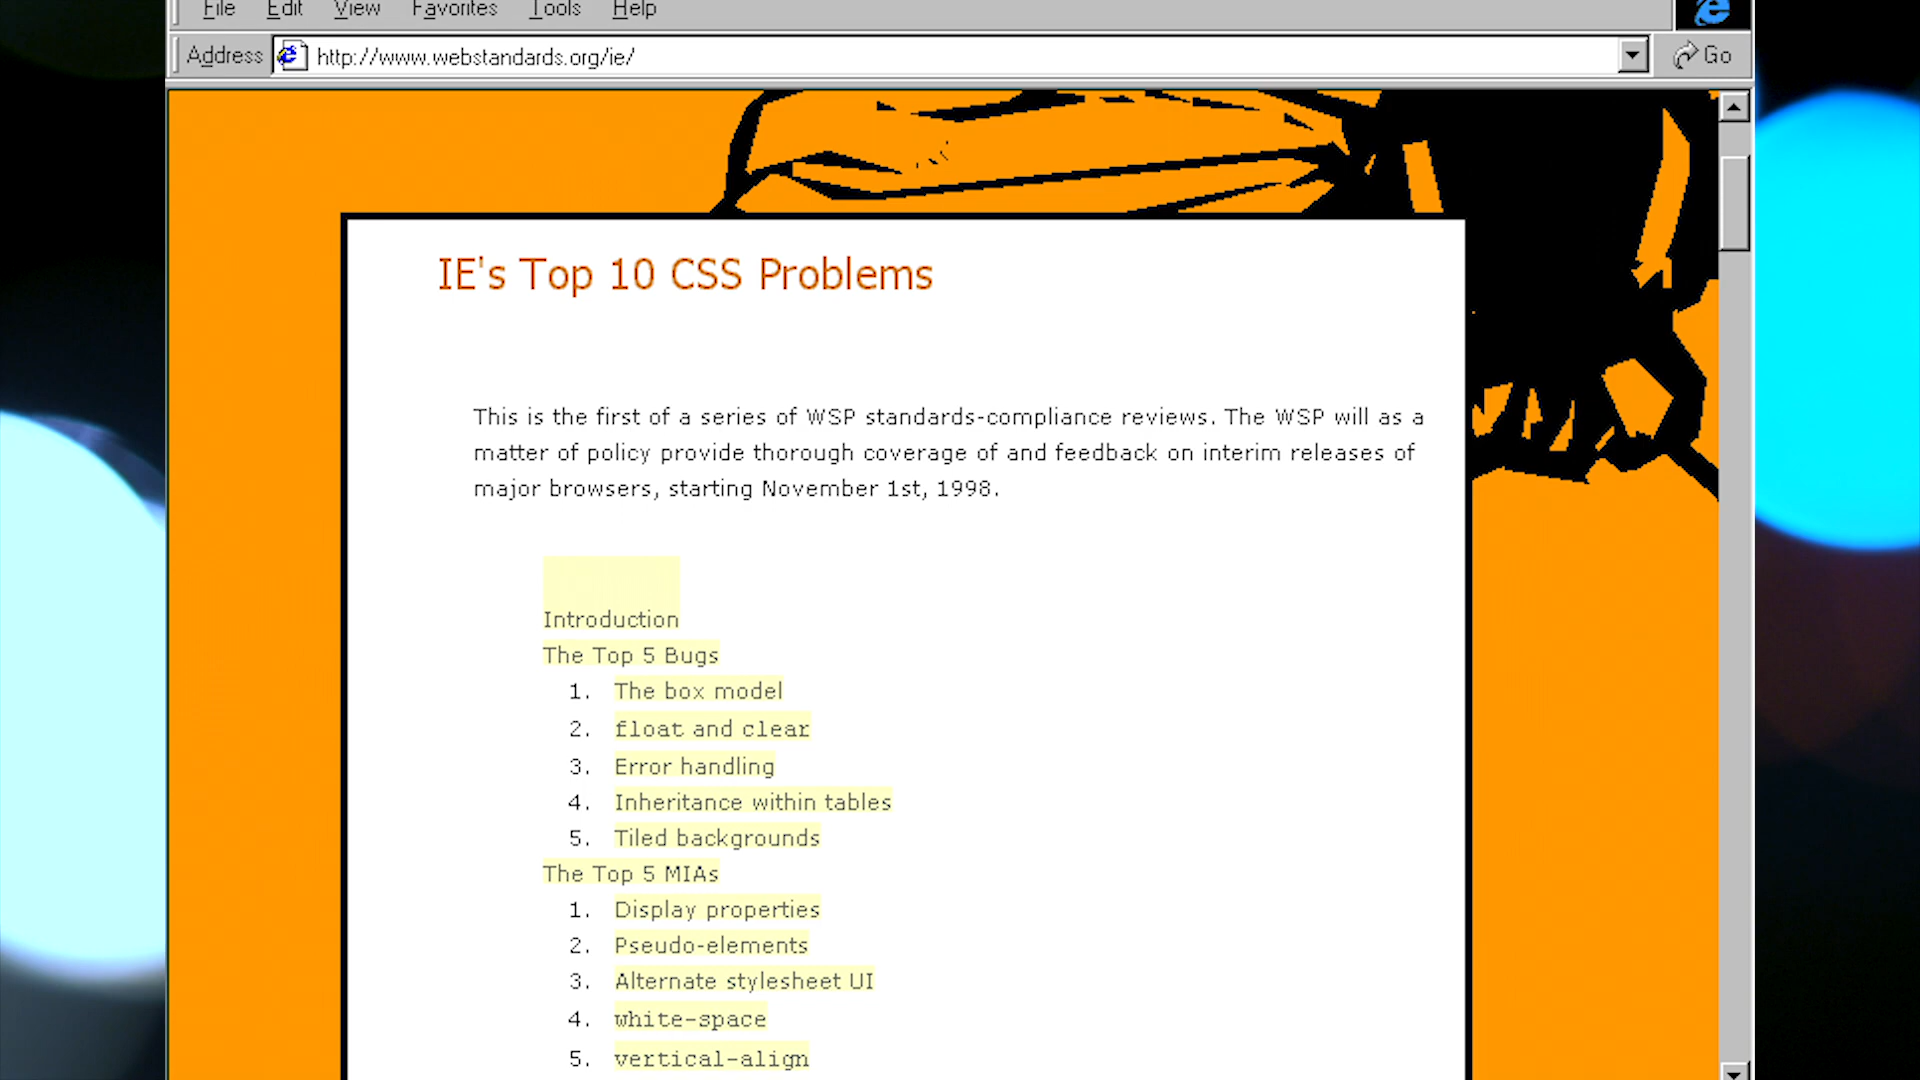 File Edit View Favorites Tools Help
Address http://www.webstandards.org/ie/ Go
IE's Top 10 CSS Problems
This is the first of a series of WSP standards-compliance reviews. The WSP will as a
matter of policy provide thorough coverage of and feedback on interim releases of
major browsers, starting November 1st, 1998.
Introduction
The Top 5 Bugs
1. The box model
2. float and clear
3. Error handling
4. Inheritance within tables
5. Tiled backgrounds
The Top 5 MIAs
1. Display properties
2. Pseudo-elements
3. Alternate stylesheet UI
4. white-space
5. vertical-align